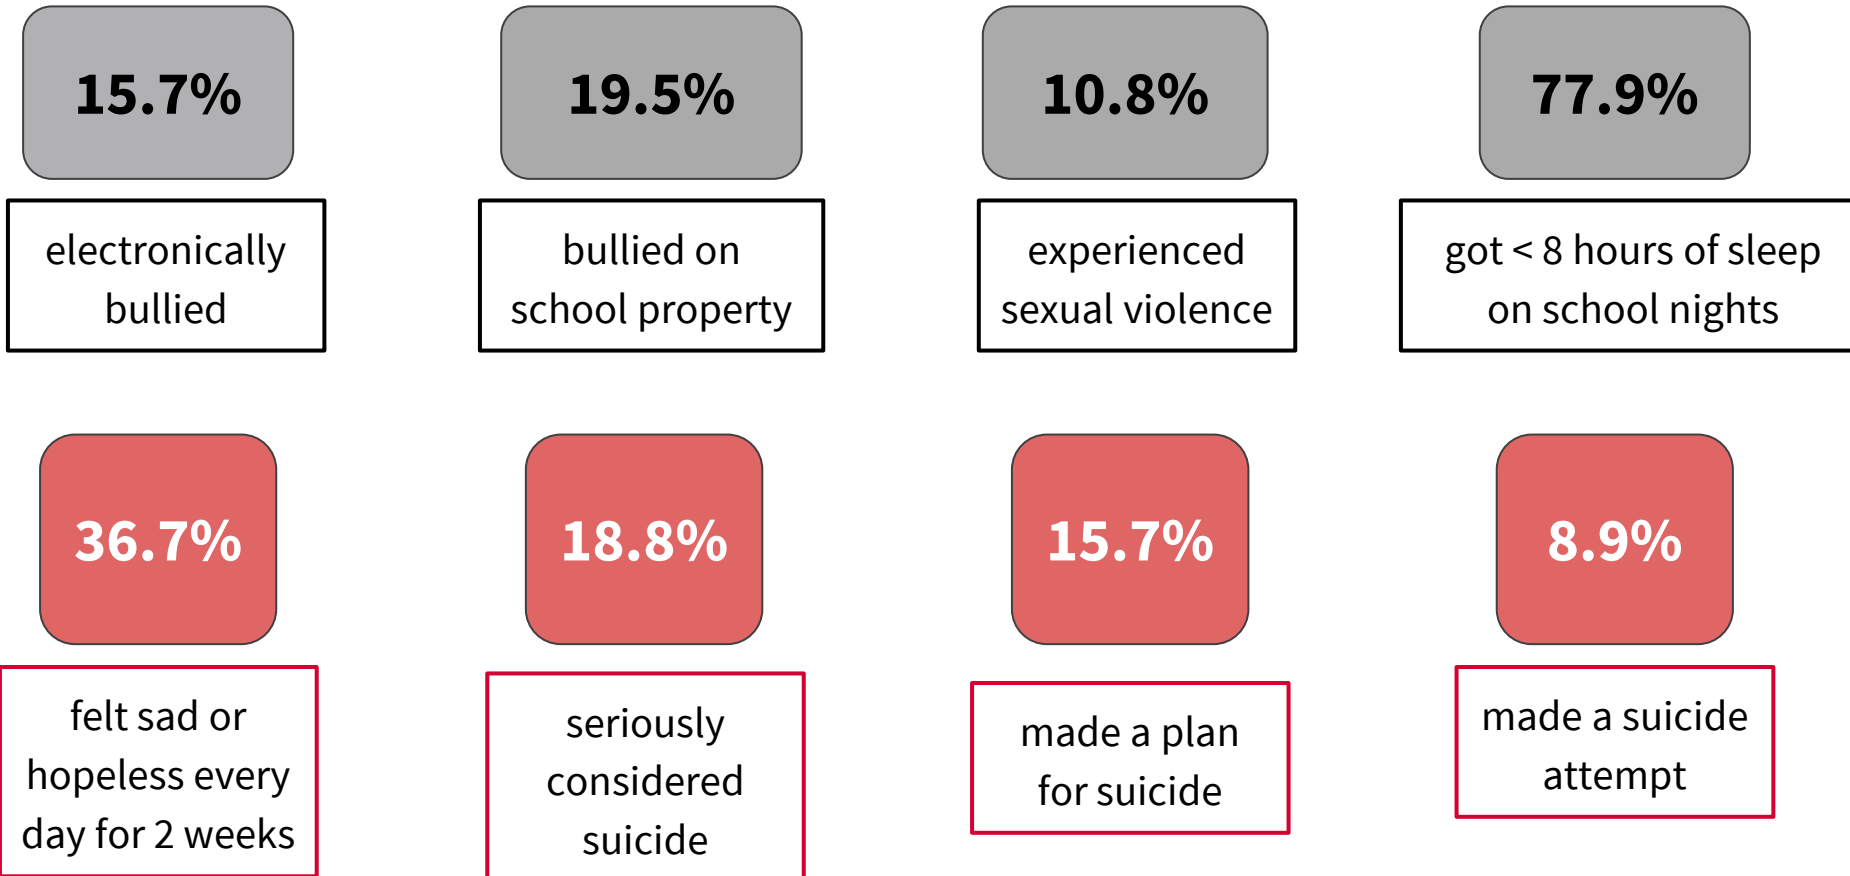 15.7%
19.5%
10.8%
77.9%
electronically
bullied
bullied on
school property
experienced
sexual violence
got < 8 hours of sleep
on school nights
36.7%
18.8%
15.7%
8.9%
felt sad or
hopeless every
day for 2 weeks
seriously
considered
suicide
made a plan
for suicide
made a suicide
attempt